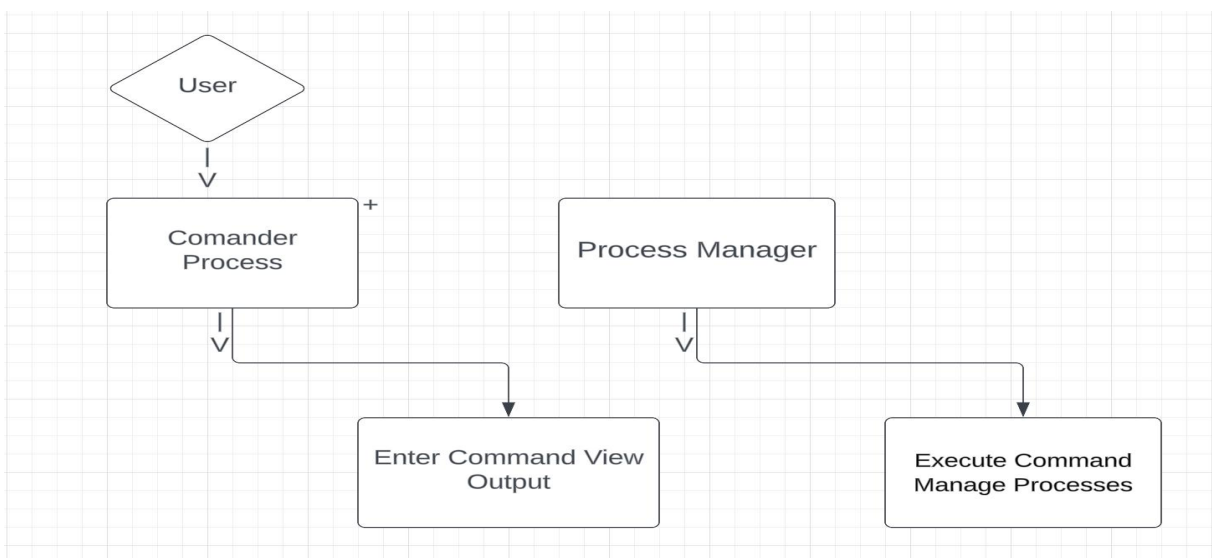 User
|
V
Comander
Process
+
Process Manager
|
V
|
V
Enter Command View
Output
Execute Command
Manage Processes